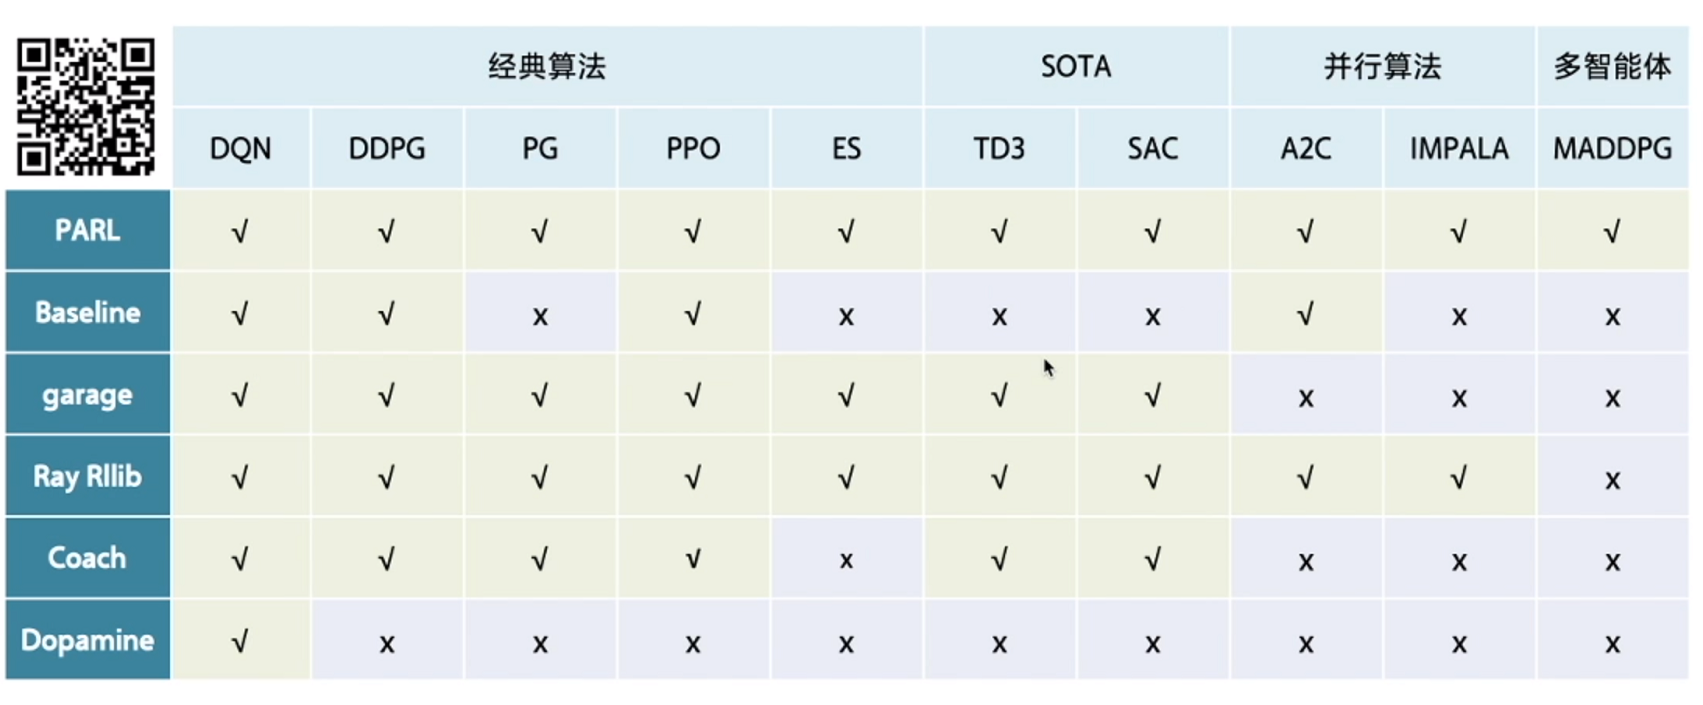 经典算法 SOTA 并行算法 多智能体
DQN DDPG PG PPO ES TD3 SAC A2C IMPALA MADDPG
PARL √ √ √ √ √ √ √ √ √ √
Baseline √ √ x √ x x x √ x x
garage √ √ √ √ √ √ √ x x x
Ray Rllib √ √ √ √ √ √ √ √ √ x
Coach √ √ √ √ x √ √ x x x
Dopamine √ x x x x x x x x x